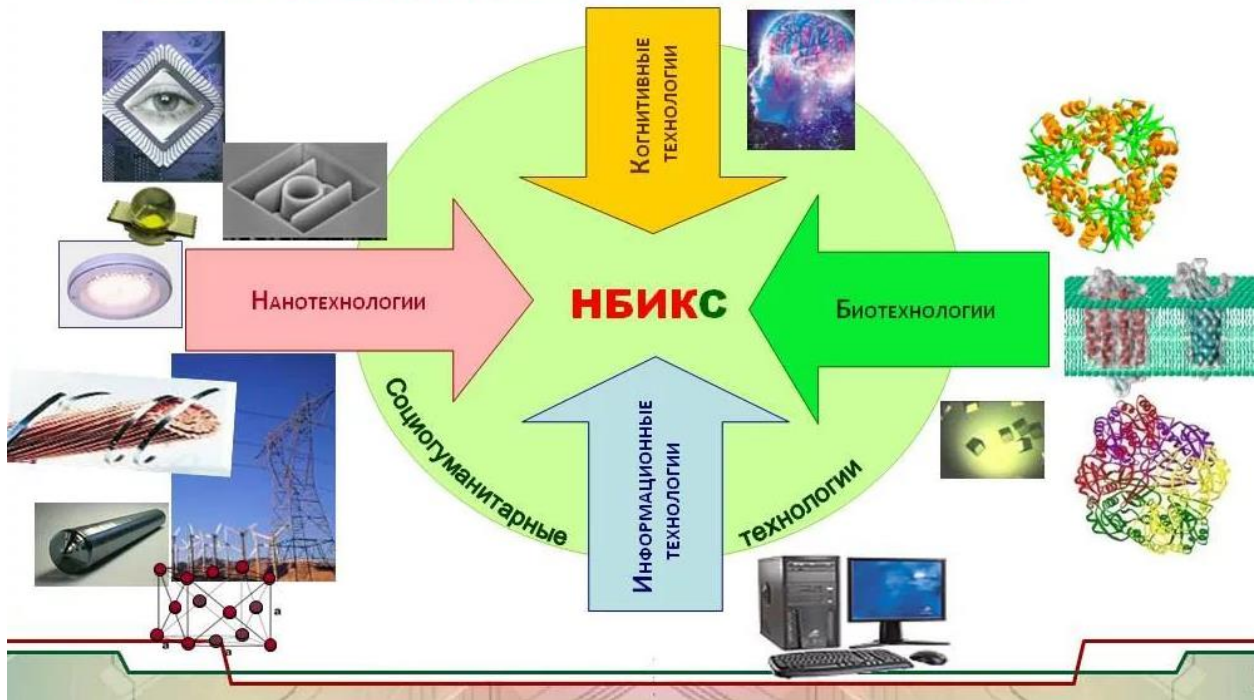 Когнитивные
технологии
Нанотехнологии
НБИКС
Биотехнологии
Социогуманитарные
технологии
Информационные
технологии
a
a
a